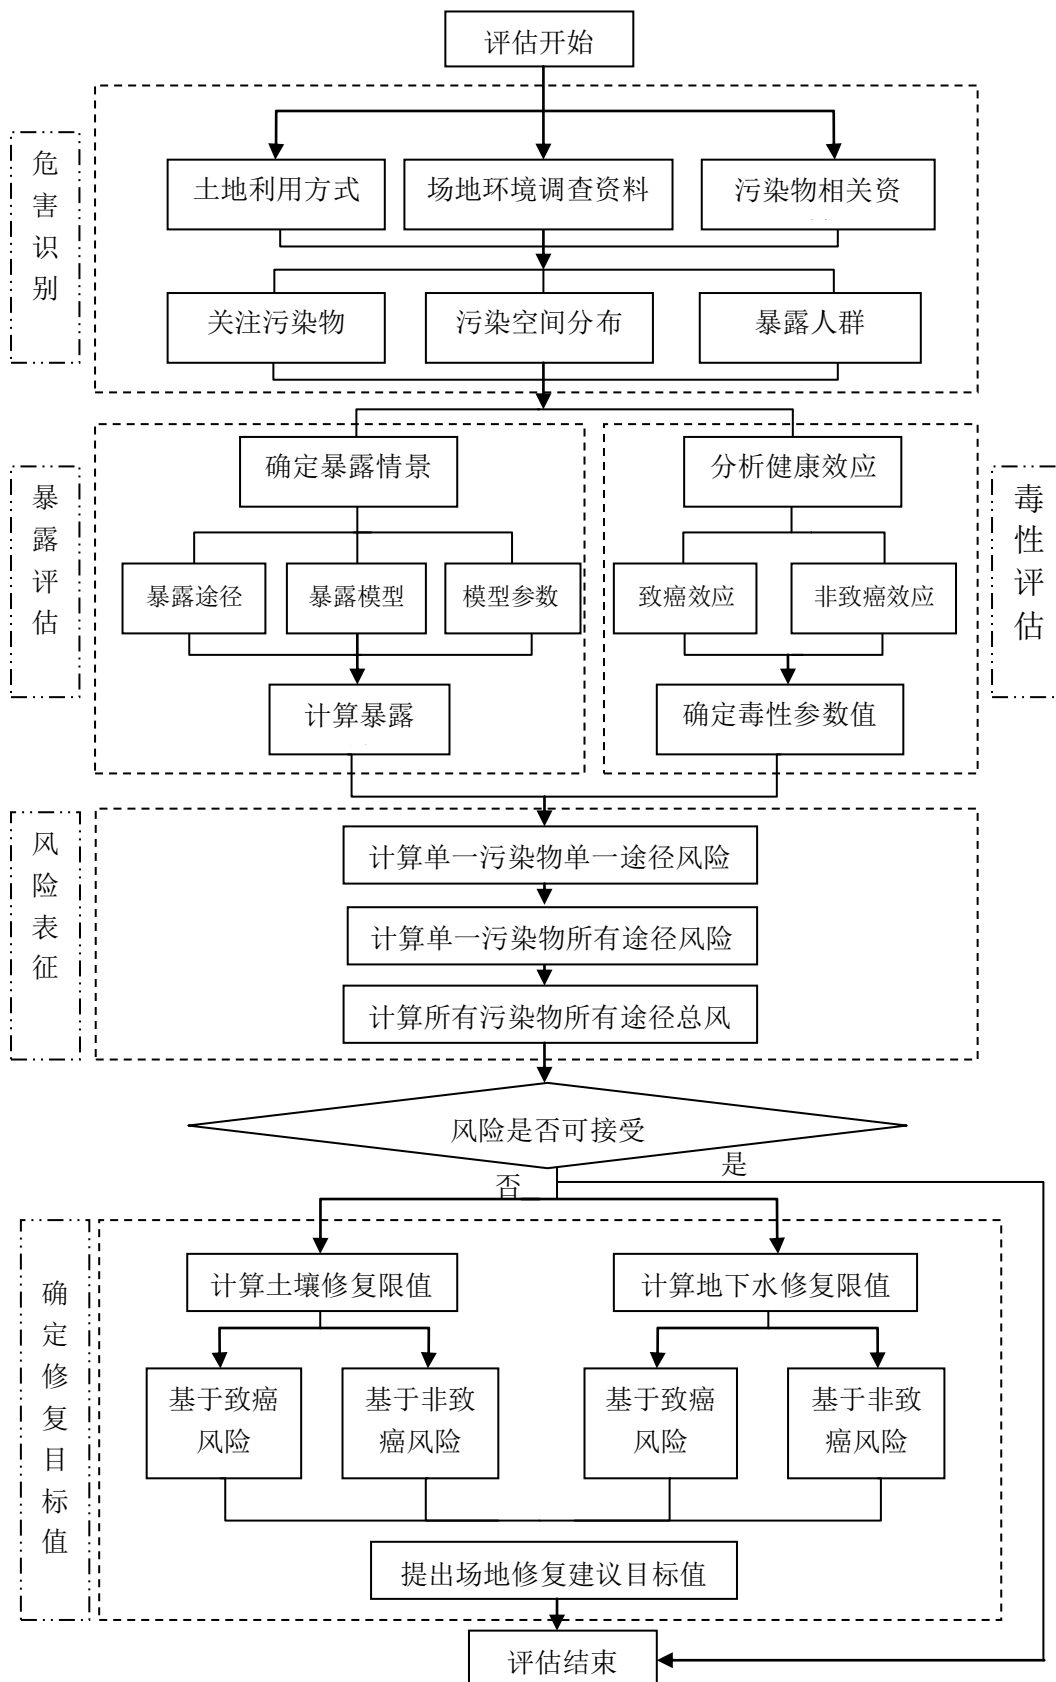 评估开始
危害识别
土地利用方式
场地环境调查资料
污染物相关资
关注污染物
污染空间分布
暴露人群
暴露评估
确定暴露情景
暴露途径
暴露模型
模型参数
计算暴露
毒性评估
分析健康效应
致癌效应
非致癌效应
确定毒性参数值
风险表征
计算单一污染物单一途径风险
计算单一污染物所有途径风险
计算所有污染物所有途径总风
风险是否可接受
是
否
确定修复目标值
计算土壤修复限值
计算地下水修复限值
基于致癌
风险
基于非致
癌风险
基于致癌
风险
基于非致
癌风险
提出场地修复建议目标值
评估结束